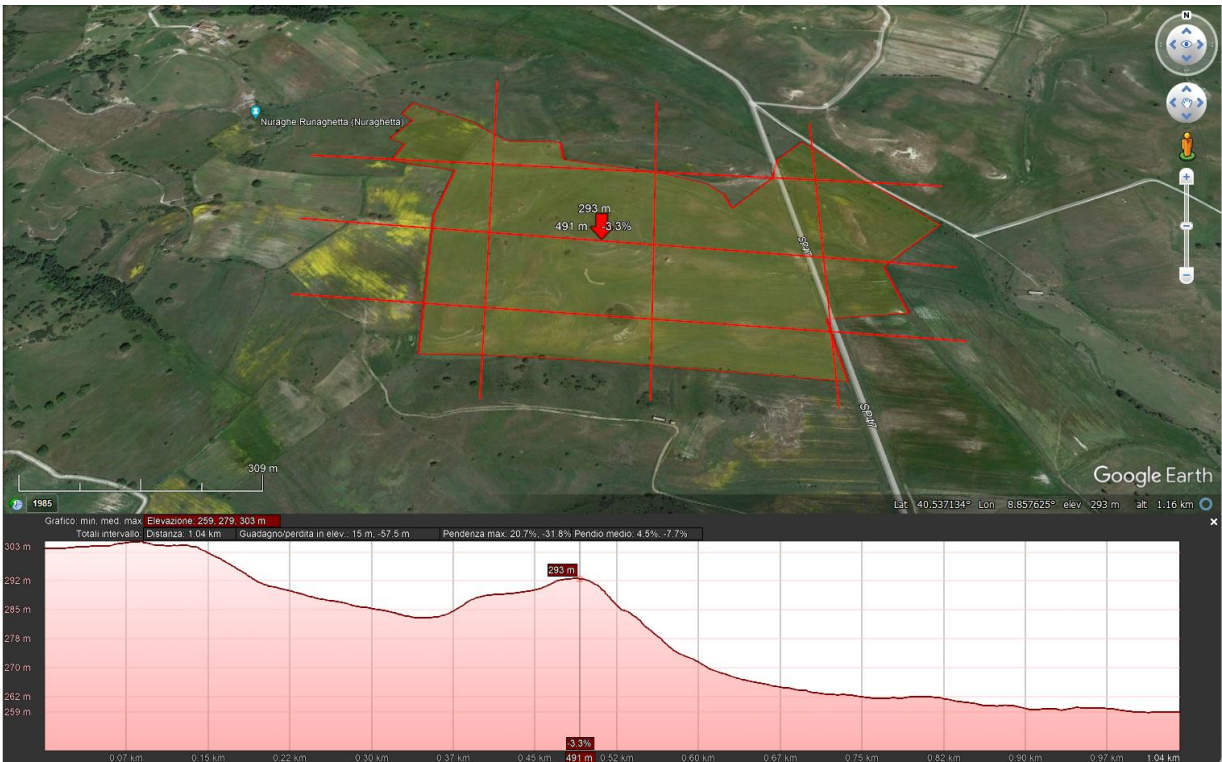 N
Nuraghe Runaghetta (Nuraghetta)
293 m
491 m -3.3%
SP47
SP47
309 m
Google Earth
1985
Lat 40.537134° Lon 8.857625° elev 293 m alt 1.16 km
Grafico: min. med. max Elevazione: 259, 279, 303 m
Totali intervallo: Distanza: 1.04 km Guadagno/perdita in elev.: 15 m, -57.5 m Pendenza max: 20.7%, -31.8% Pendio medio: 4.5%, -7.7%
303 m
293 m
292 m
285 m
278 m
270 m
262 m
259 m
-3.3%
0.07 km 0.15 km 0.22 km 0.30 km 0.37 km 0.45 km 491 m 0.52 km 0.60 km 0.67 km 0.75 km 0.82 km 0.90 km 0.97 km 1.04 km